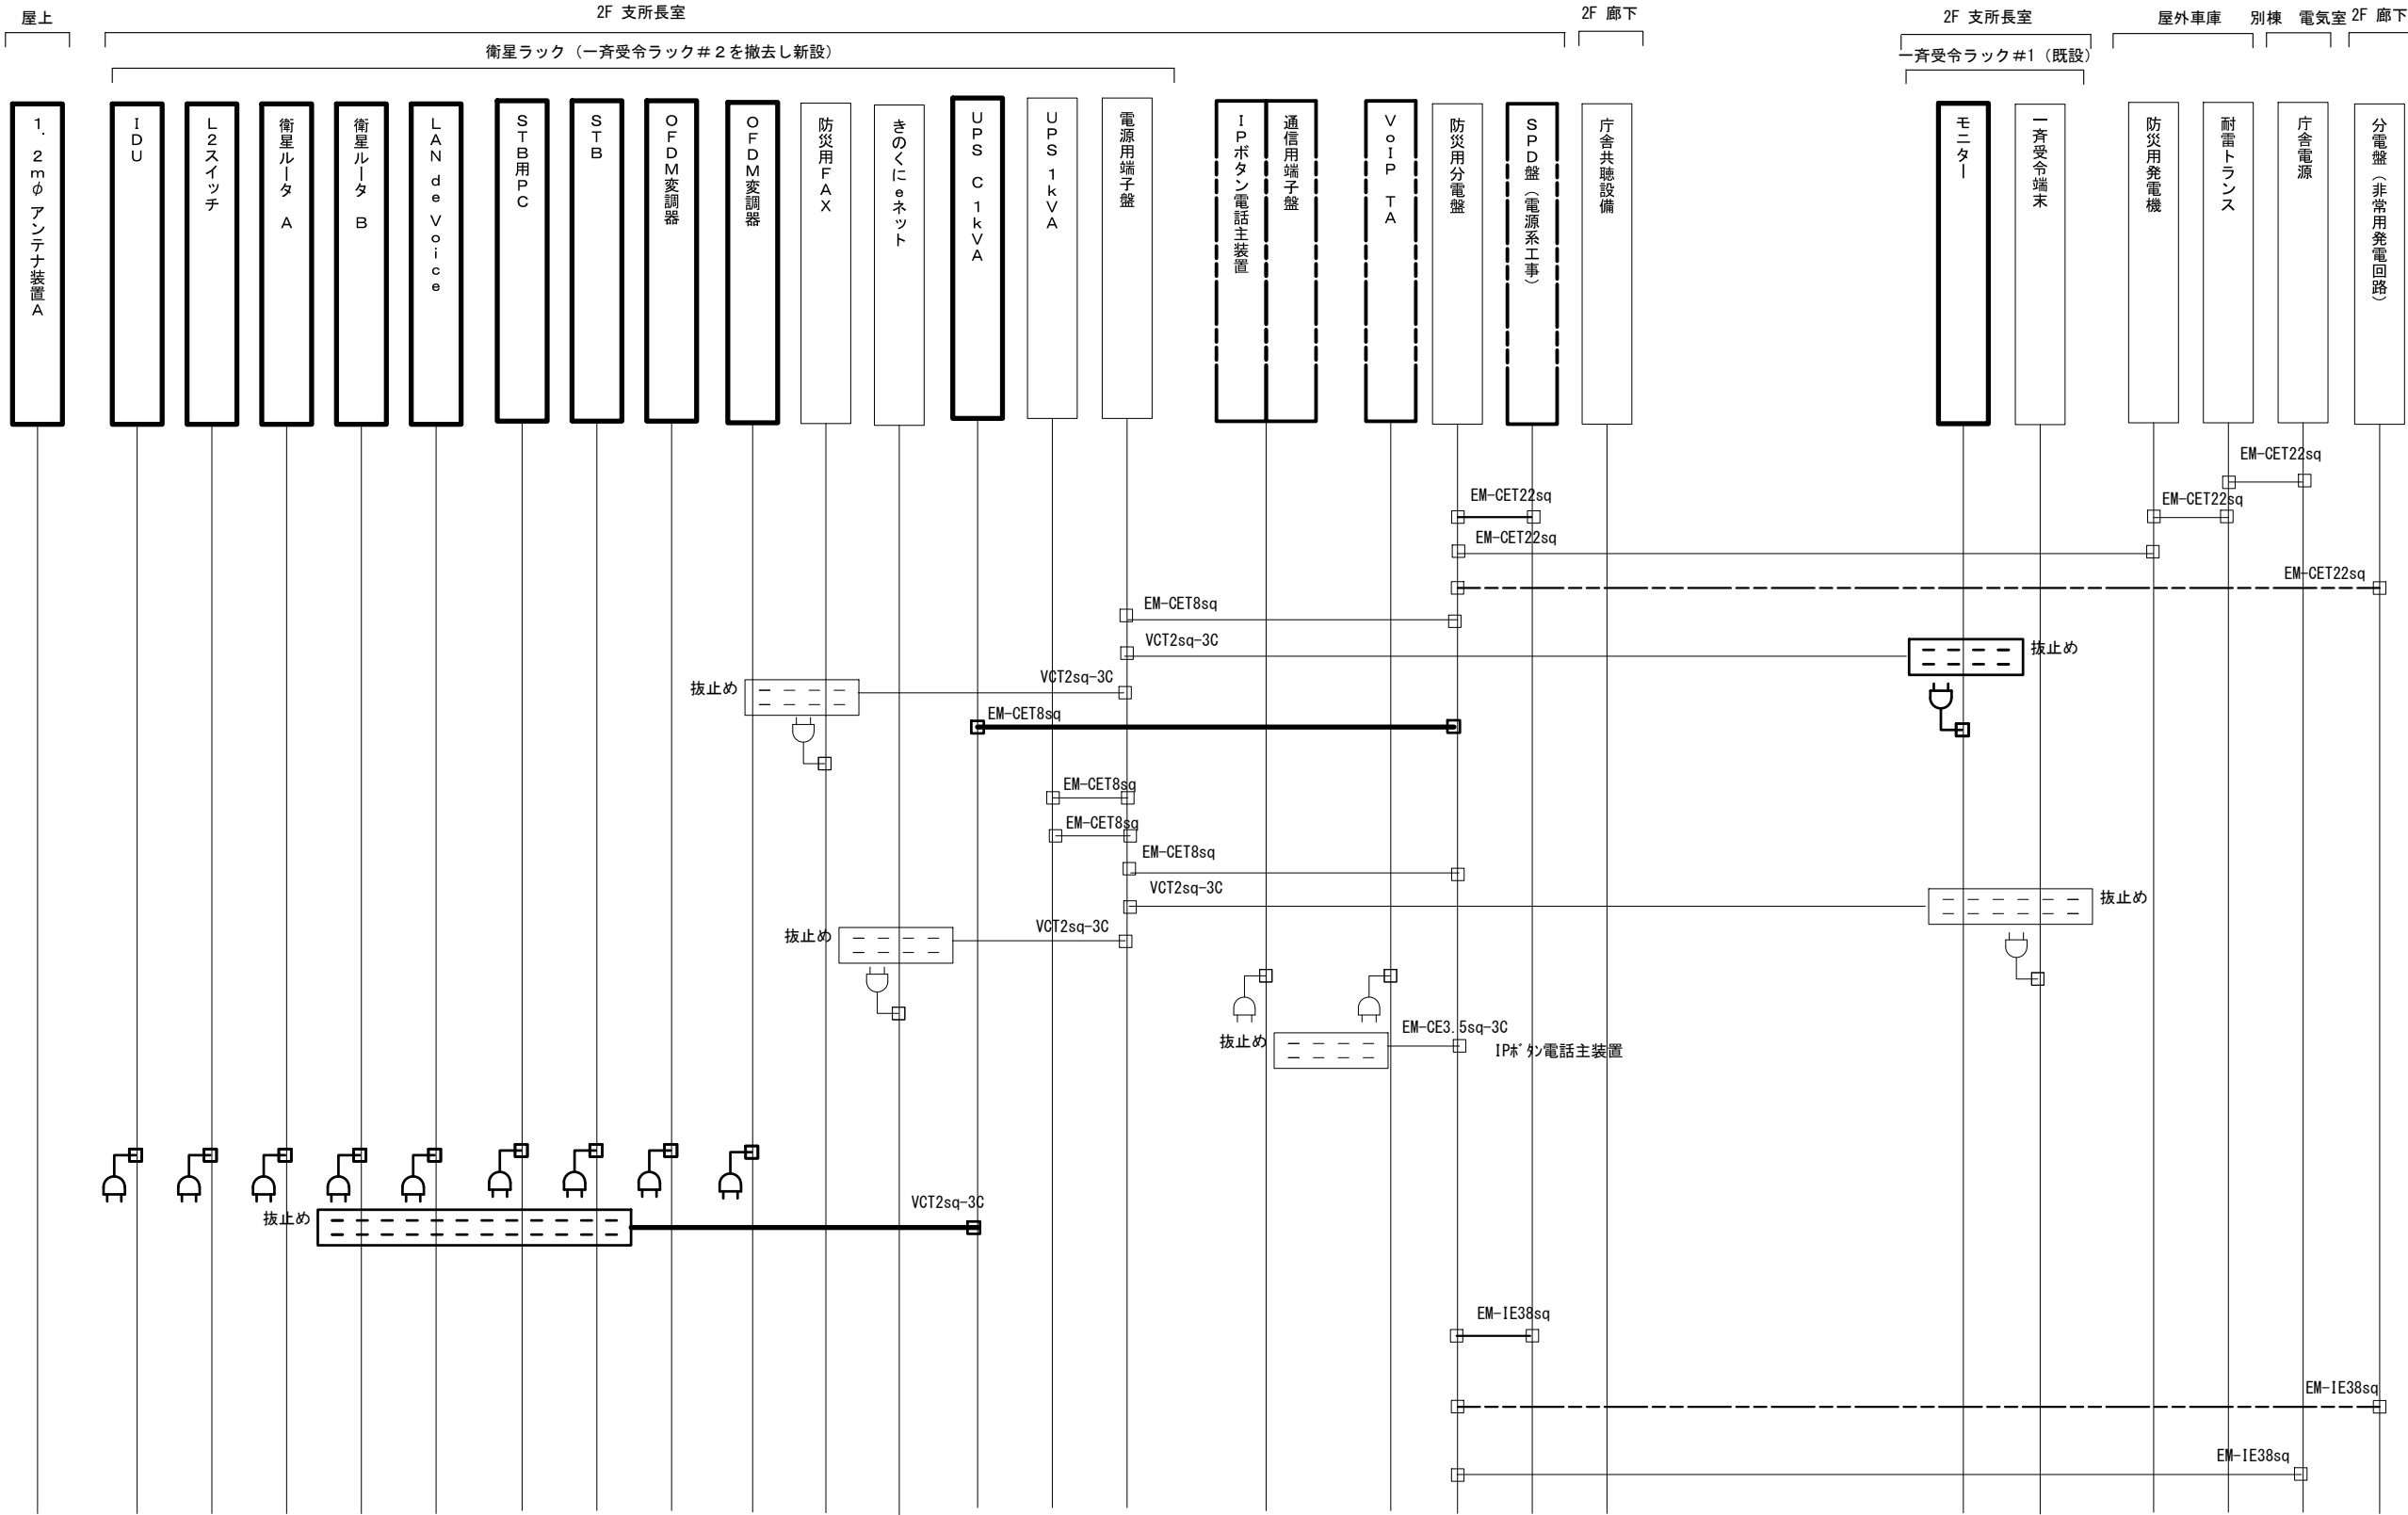 屋上
2F 支所長室
2F 廊下
2F 支所長室
屋外車庫
別棟 電気室
2F 廊下
衛星ラック（一斉受令ラック＃２を撤去し新設）
一斉受令ラック#1（既設）
１．２ｍφ アンテナ装置Ａ
ＩＤＵ
Ｌ２スイッチ
衛星ルータ Ａ
衛星ルータ Ｂ
ＬＡＮ ｄｅ Ｖｏｉｃｅ
ＳＴＢ用ＰＣ
ＳＴＢ
ＯＦＤＭ変調器
ＯＦＤＭ変調器
防災用ＦＡＸ
きのくにｅネット
ＵＰＳ Ｃ １ｋＶＡ
ＵＰＳ １ｋＶＡ
電源用端子盤
ＩＰボタン電話主装置
通信用端子盤
ＶｏＩＰ ＴＡ
防災用分電盤
ＳＰＤ盤（電源系工事）
庁舎共聴設備
モニター
一斉受令端末
防災用発電機
耐雷トランス
庁舎電源
分電盤（非常用発電回路）
EM-CET22sq
EM-CET22sq
EM-CET22sq
EM-CET22sq
EM-CET22sq
EM-CET8sq
VCT2sq-3C
抜止め
VCT2sq-3C
抜止め
EM-CET8sq
EM-CET8sq
EM-CET8sq
EM-CET8sq
VCT2sq-3C
抜止め
VCT2sq-3C
抜止め
EM-CE3.5sq-3C
抜止め
IPﾎﾞﾀﾝ電話主装置
VCT2sq-3C
抜止め
EM-IE38sq
EM-IE38sq
EM-IE38sq